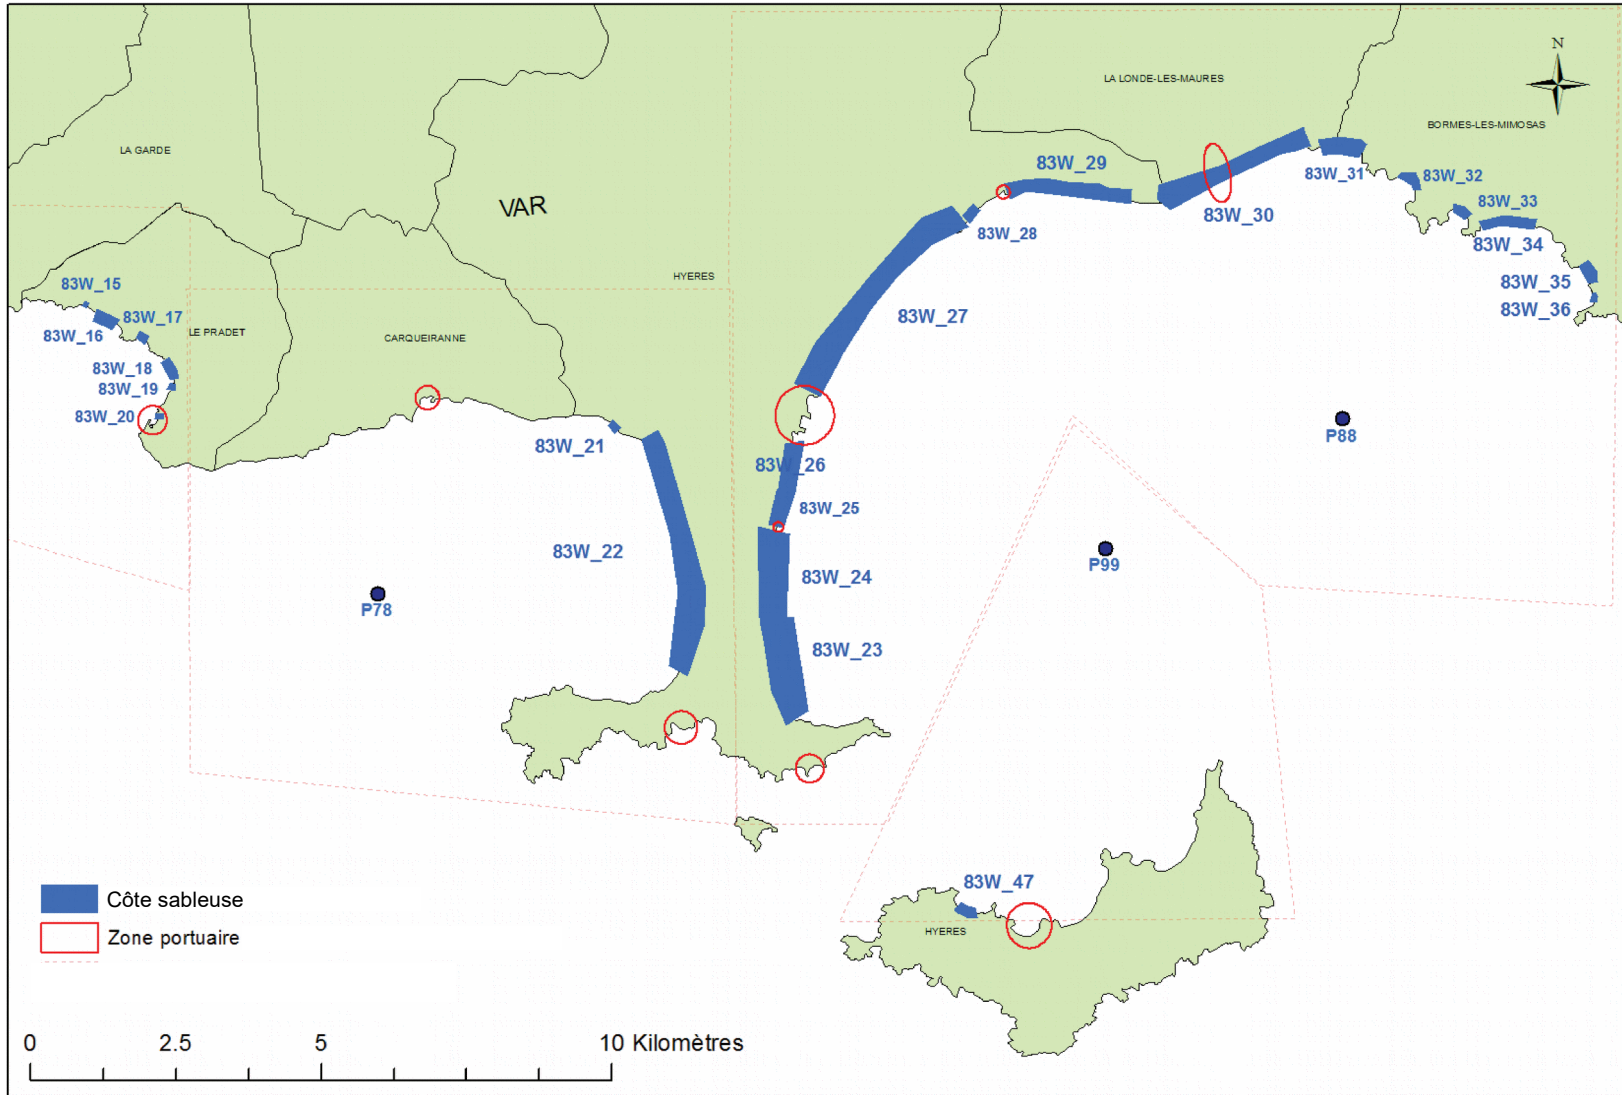 N
LA LONDE-LES-MAURES
BORMES-LES-MIMOSAS
LA GARDE
83W_29
83W_31
83W_32
VAR
83W_33
83W_30
83W_28
83W_34
HYERES
83W_15
83W_35
83W_17
83W_27
83W_36
83W_16
LE PRADET
CARQUEIRANNE
83W_18
83W_19
83W_20
P88
83W_21
83W_26
83W_25
83W_22
P99
83W_24
P78
83W_23
83W_47
Côte sableuse
HYERES
Zone portuaire
0 2.5 5 10 Kilomètres